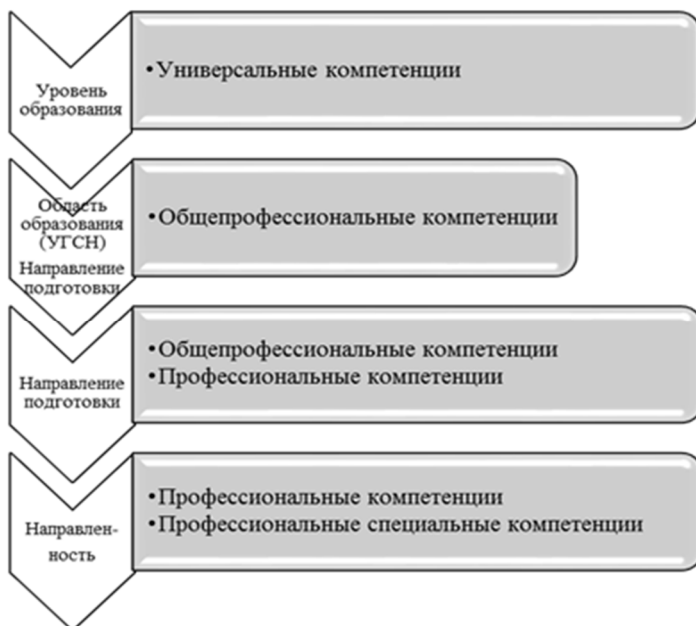 Уровень
образования
•Универсальные компетенции
Область
образования
(УГСН)
Направление
подготовки
•Общепрофессиональные компетенции
Направление
подготовки
•Общепрофессиональные компетенции
•Профессиональные компетенции
Направлен-
ность
•Профессиональные компетенции
•Профессиональные специальные компетенции